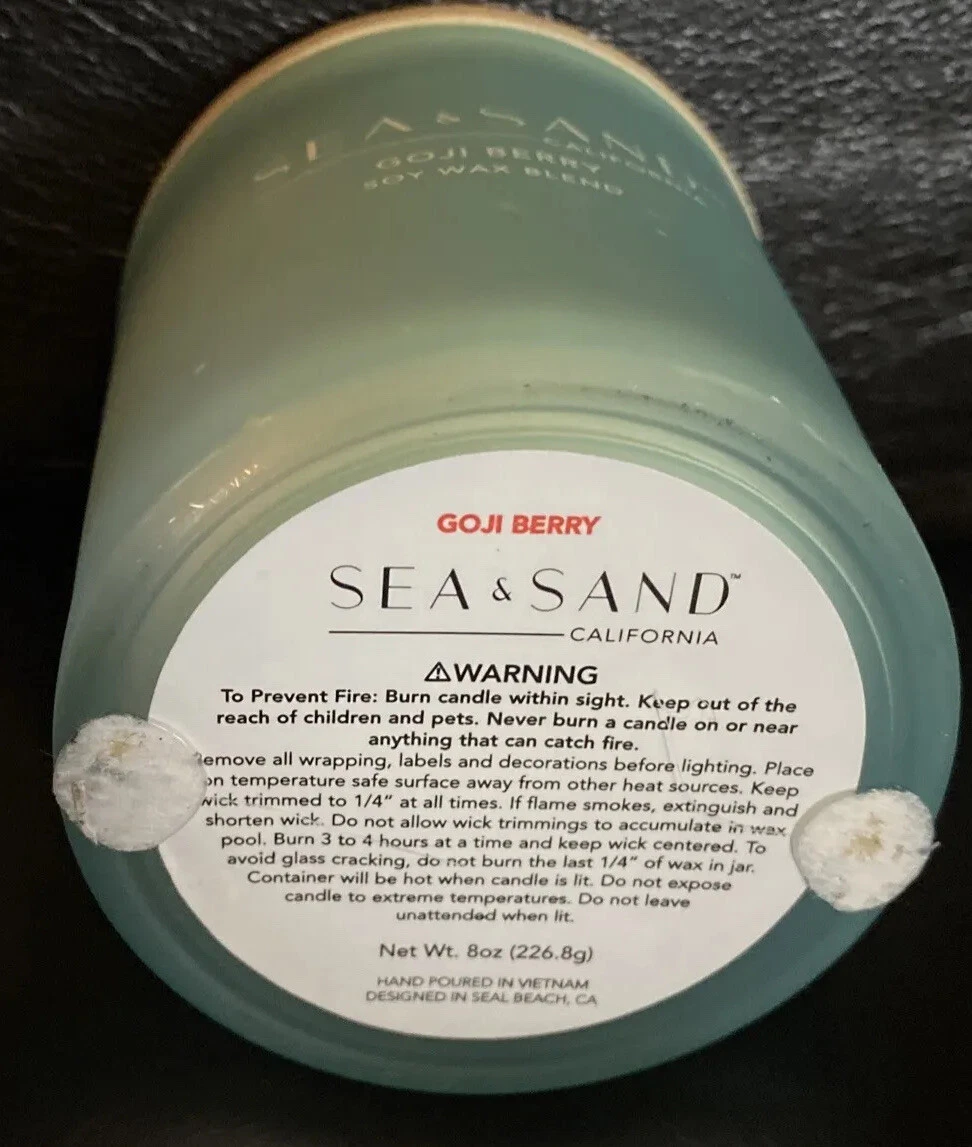 SEA & SAND
CALIFORNIA
GOJI BERRY
SOY WAX BLEND
GOJI BERRY
SEA & SAND™
CALIFORNIA
⚠WARNING
To Prevent Fire: Burn candle within sight. Keep out of the
reach of children and pets. Never burn a candle on or near
anything that can catch fire.
emove all wrapping, labels and decorations before lighting. Place
on temperature safe surface away from other heat sources. Keep
wick trimmed to 1/4" at all times. If flame smokes, extinguish and
shorten wick. Do not allow wick trimmings to accumulate in wax
pool. Burn 3 to 4 hours at a time and keep wick centered. To
avoid glass cracking, do not burn the last 1/4" of wax in jar.
Container will be hot when candle is lit. Do not expose
candle to extreme temperatures. Do not leave
unattended when lit.
Net Wt. 8oz (226.8g)
HAND POURED IN VIETNAM
DESIGNED IN SEAL BEACH, CA